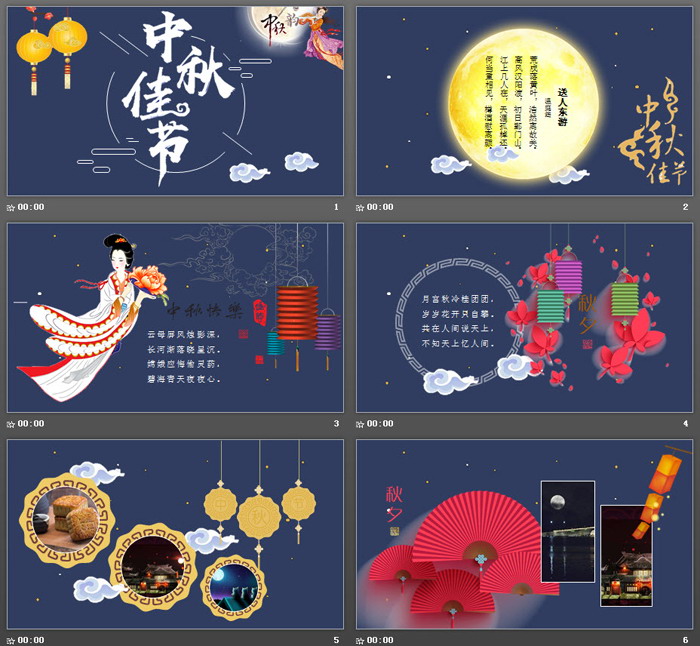 中秋佳节
中秋韵
00:00 1
送人东游
温庭筠
荒戍落黄叶，浩然离故关。
高风汉阳渡，初日郢门山。
江上几人在，天涯孤棹还。
何当重相见，樽酒慰离颜。
中秋
佳节
00:00 2
中秋快樂
云母屏风烛影深，
长河渐落晓星沉。
嫦娥应悔偷灵药，
碧海青天夜夜心。
00:00 3
月宫秋冷桂团团，
岁岁花开只自攀。
共在人间说天上，
不知天上忆人间。
秋夕
00:00 4
中 秋 节
00:00 5
秋夕
00:00 6